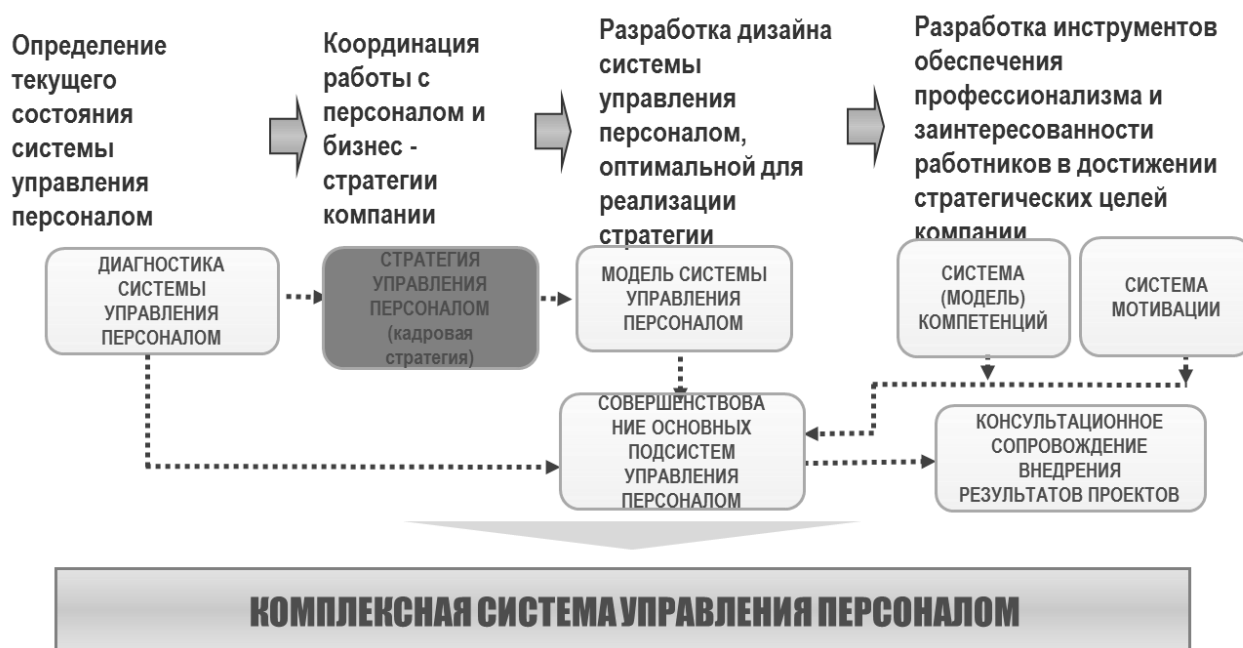 Определение
текущего
состояния
системы
управления
персоналом
Координация
работы с
персоналом и
бизнес -
стратегии
компании
Разработка дизайна
системы
управления
персоналом,
оптимальной для
реализации
стратегии
Разработка инструментов
обеспечения
профессионализма и
заинтересованности
работников в достижении
стратегических целей
компании
ДИАГНОСТИКА
СИСТЕМЫ
УПРАВЛЕНИЯ
ПЕРСОНАЛОМ
СТРАТЕГИЯ
УПРАВЛЕНИЯ
ПЕРСОНАЛОМ
(кадровая
стратегия)
МОДЕЛЬ СИСТЕМЫ
УПРАВЛЕНИЯ
ПЕРСОНАЛОМ
СИСТЕМА
(МОДЕЛЬ)
КОМПЕТЕНЦИЙ
СИСТЕМА
МОТИВАЦИИ
СОВЕРШЕНСТВОВА
НИЕ ОСНОВНЫХ
ПОДСИСТЕМ
УПРАВЛЕНИЯ
ПЕРСОНАЛОМ
КОНСУЛЬТАЦИОННОЕ
СОПРОВОЖДЕНИЕ
ВНЕДРЕНИЯ
РЕЗУЛЬТАТОВ ПРОЕКТОВ
КОМПЛЕКСНАЯ СИСТЕМА УПРАВЛЕНИЯ ПЕРСОНАЛОМ